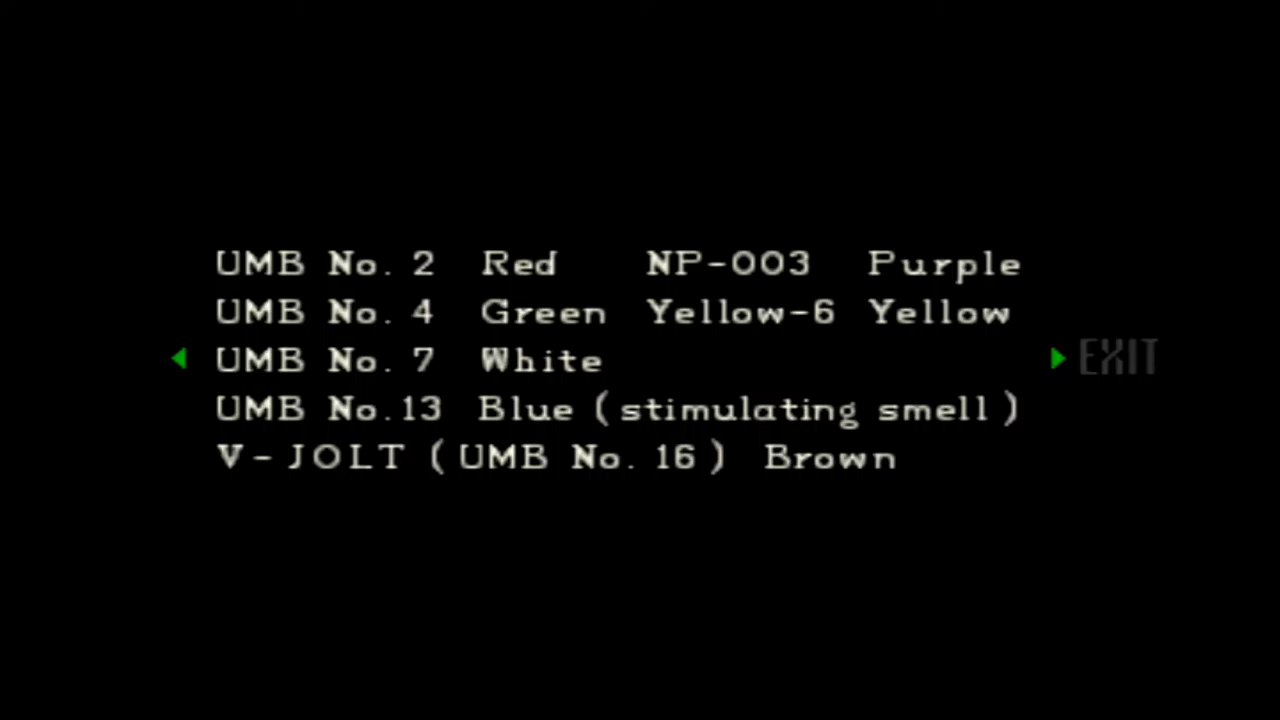 UMB No. 2 Red NP-003 Purple
UMB No. 4 Green Yellow-6 Yellow
UMB No. 7 White
EXIT
UMB No.13 Blue (stimulating smell)
V-JOLT (UMB No. 16) Brown